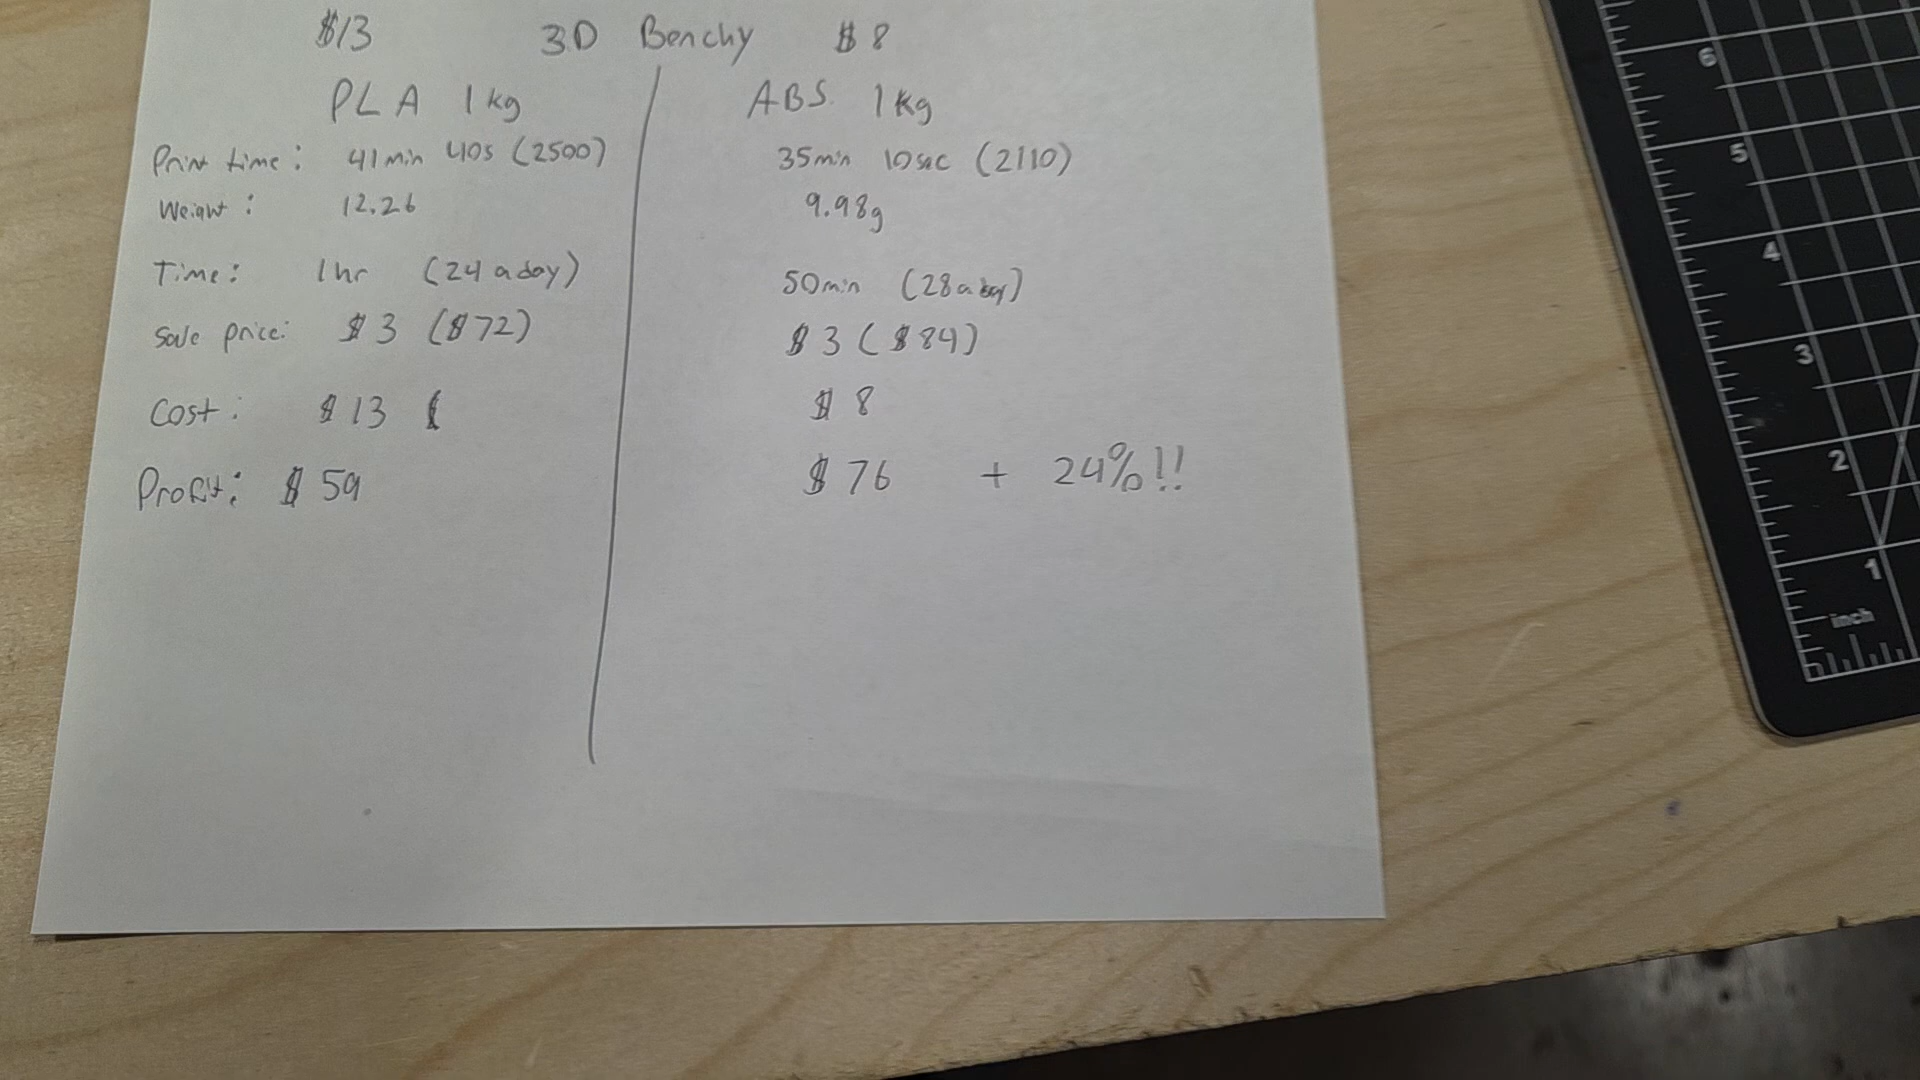 $13 3D Benchy $8
PLA 1kg ABS 1kg
Print time: 41min 40s (2500) 35min 10sec (2110)
Weight: 12.26 9.98g
Time: 1hr (24 a day) 50min (28 a day)
Sale price: $3 ($72) $3 ($84)
Cost: $13 $8
Profit: $59 $76 + 24%!!
6
5
4
3
2
1
inch
0